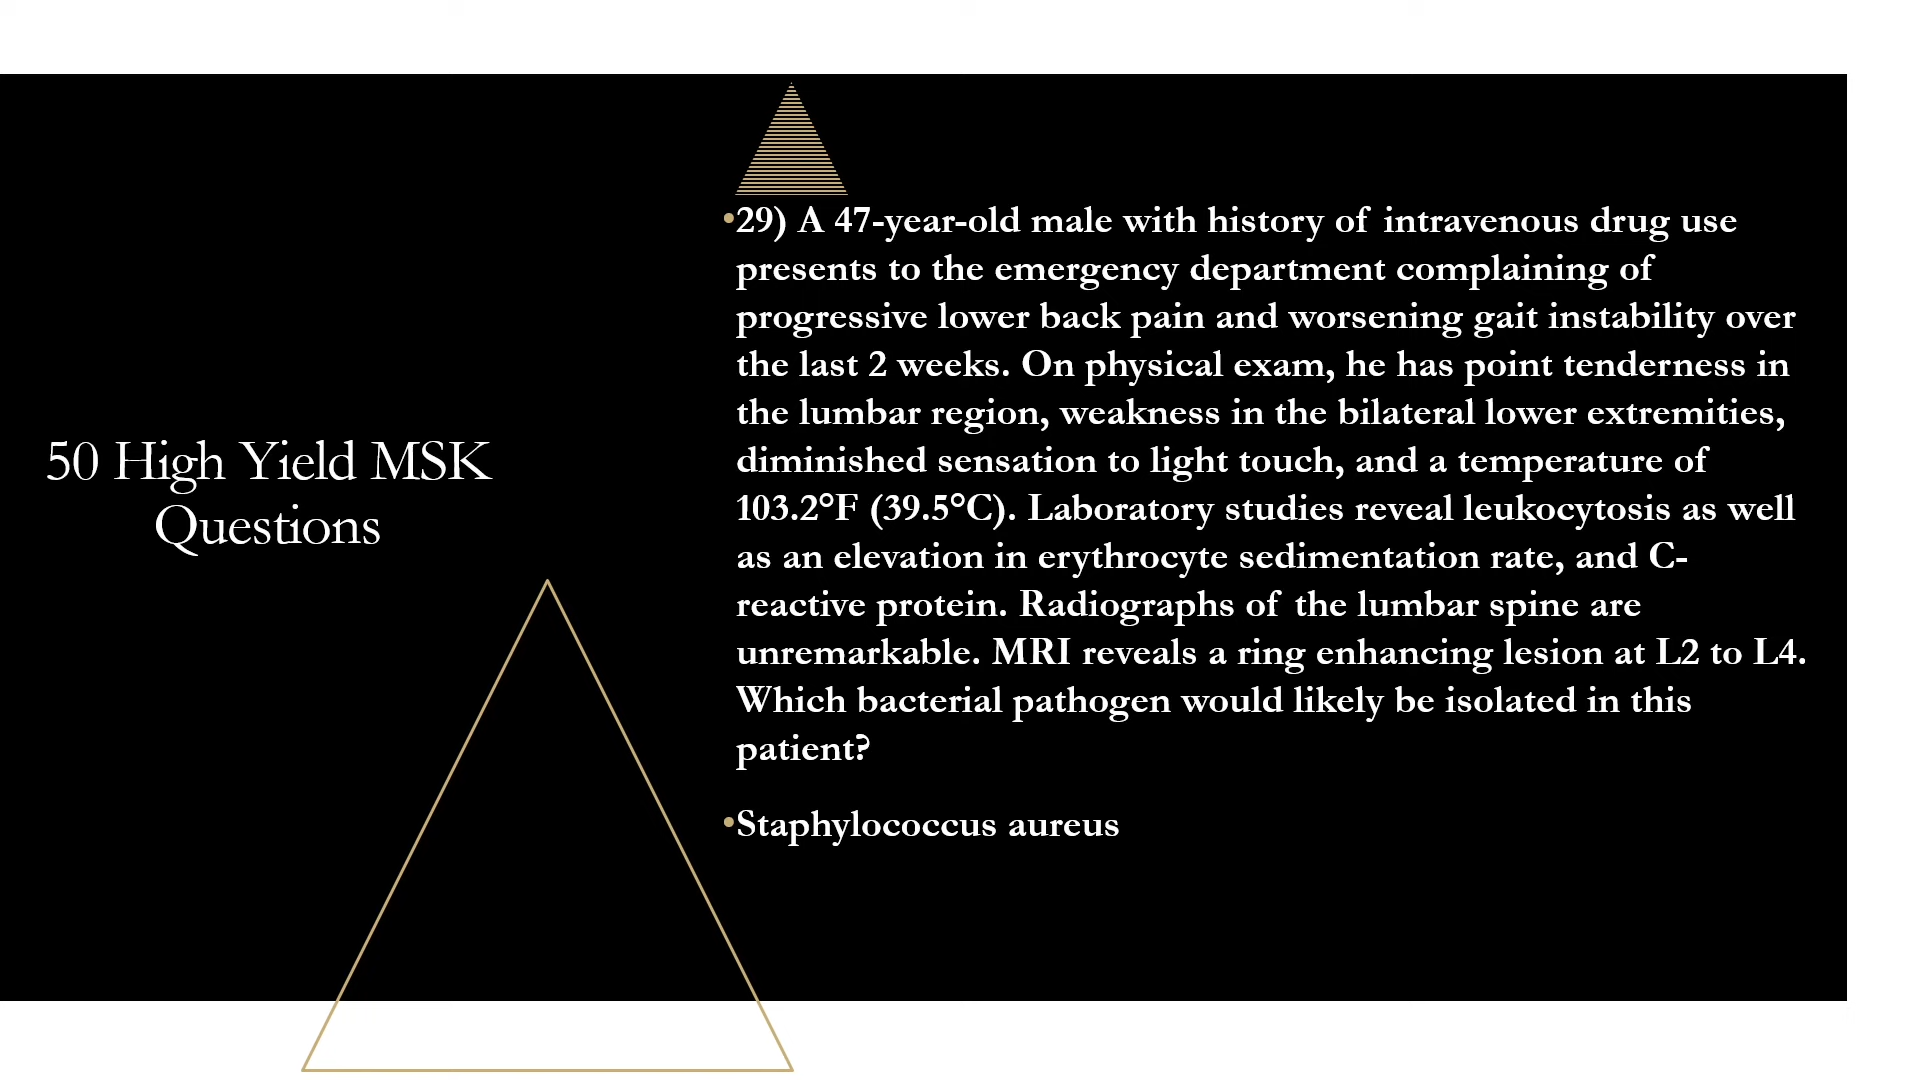 50 High Yield MSK
Questions
•29) A 47-year-old male with history of intravenous drug use
presents to the emergency department complaining of
progressive lower back pain and worsening gait instability over
the last 2 weeks. On physical exam, he has point tenderness in
the lumbar region, weakness in the bilateral lower extremities,
diminished sensation to light touch, and a temperature of
103.2°F (39.5°C). Laboratory studies reveal leukocytosis as well
as an elevation in erythrocyte sedimentation rate, and C-
reactive protein. Radiographs of the lumbar spine are
unremarkable. MRI reveals a ring enhancing lesion at L2 to L4.
Which bacterial pathogen would likely be isolated in this
patient?
•Staphylococcus aureus